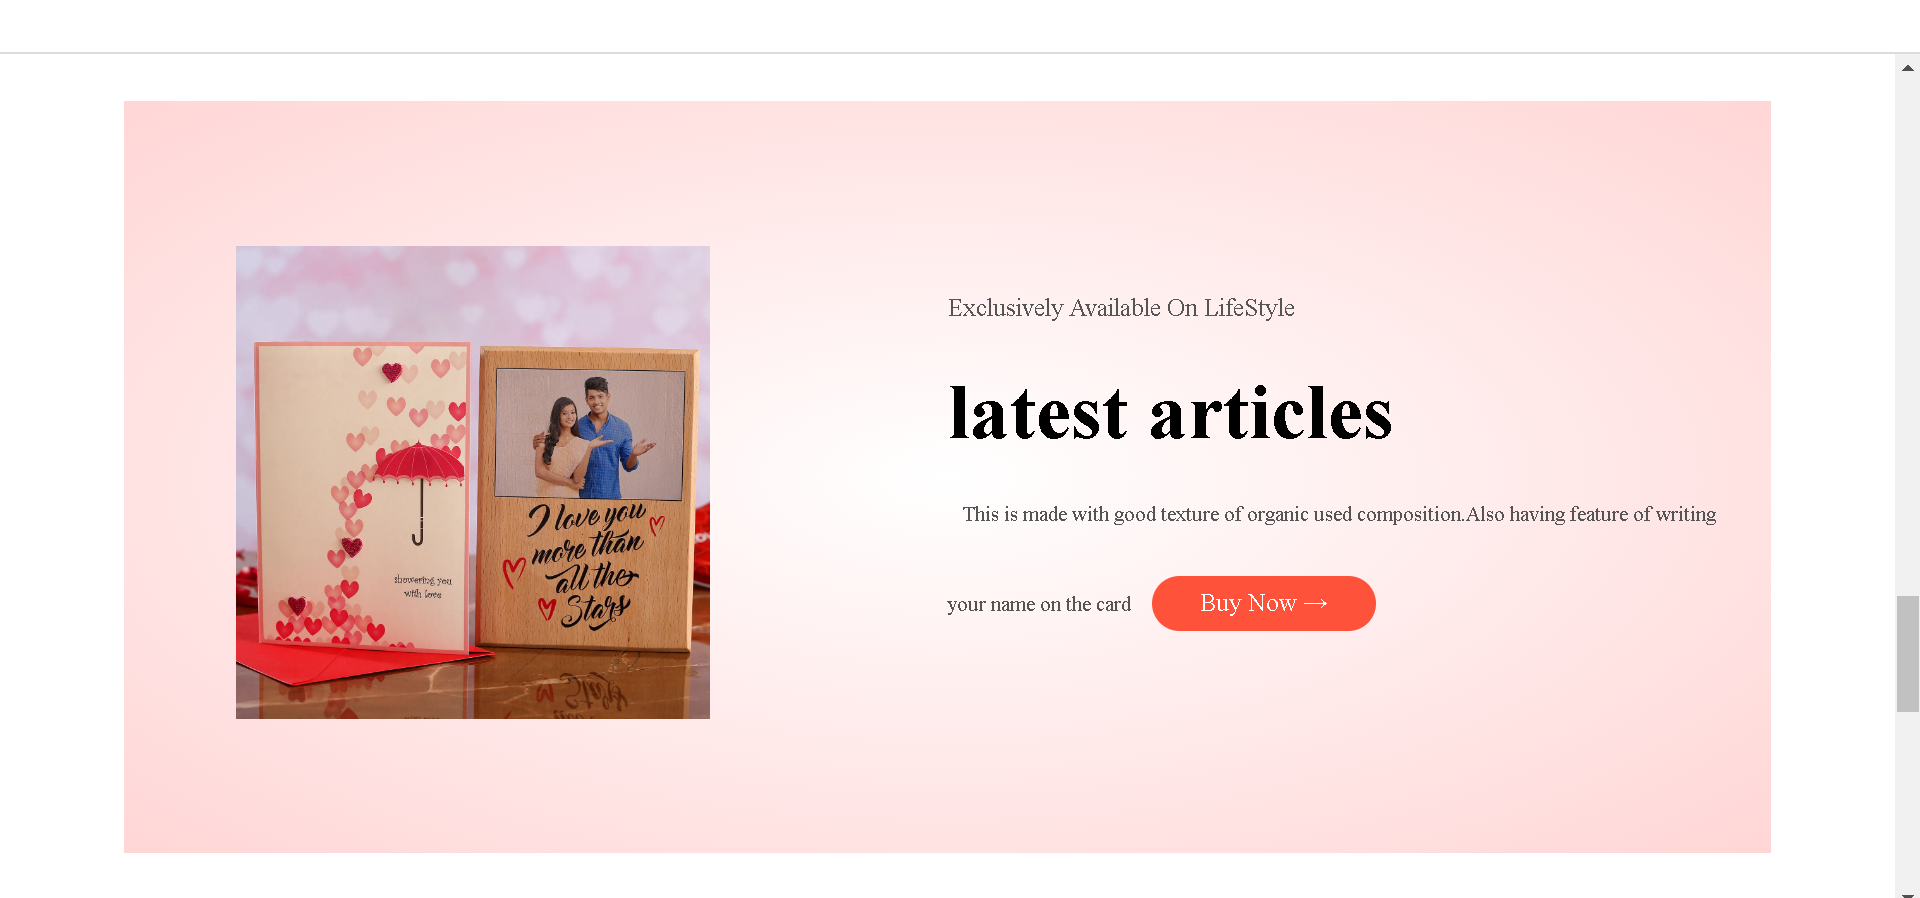 Exclusively Available On LifeStyle
latest articles
This is made with good texture of organic used composition.Also having feature of writing
your name on the card
Buy Now →
showering you
with love
I love you
more than
all the
Stars